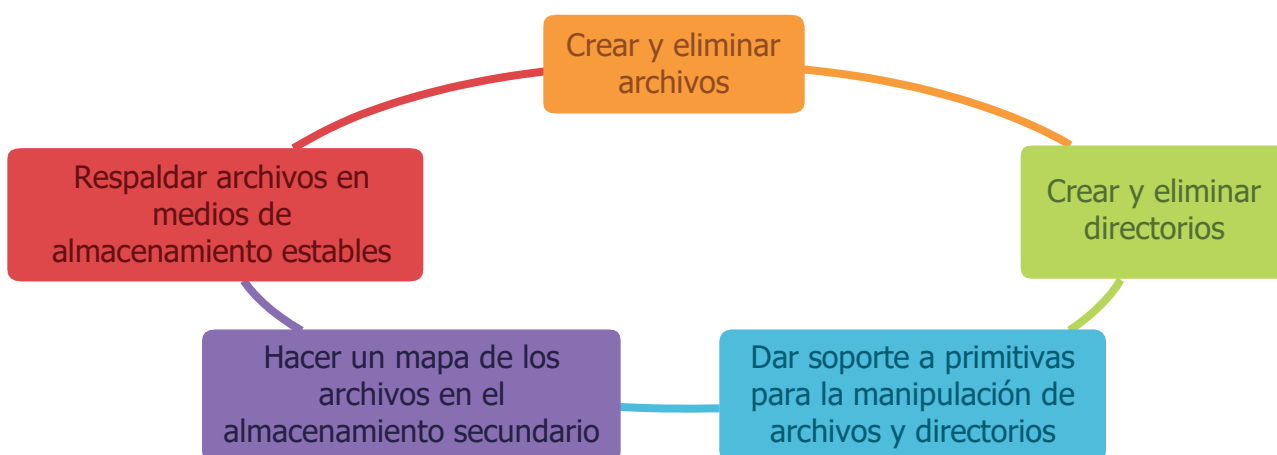 Crear y eliminar
archivos
Crear y eliminar
directorios
Dar soporte a primitivas
para la manipulación de
archivos y directorios
Hacer un mapa de los
archivos en el
almacenamiento secundario
Respaldar archivos en
medios de
almacenamiento estables